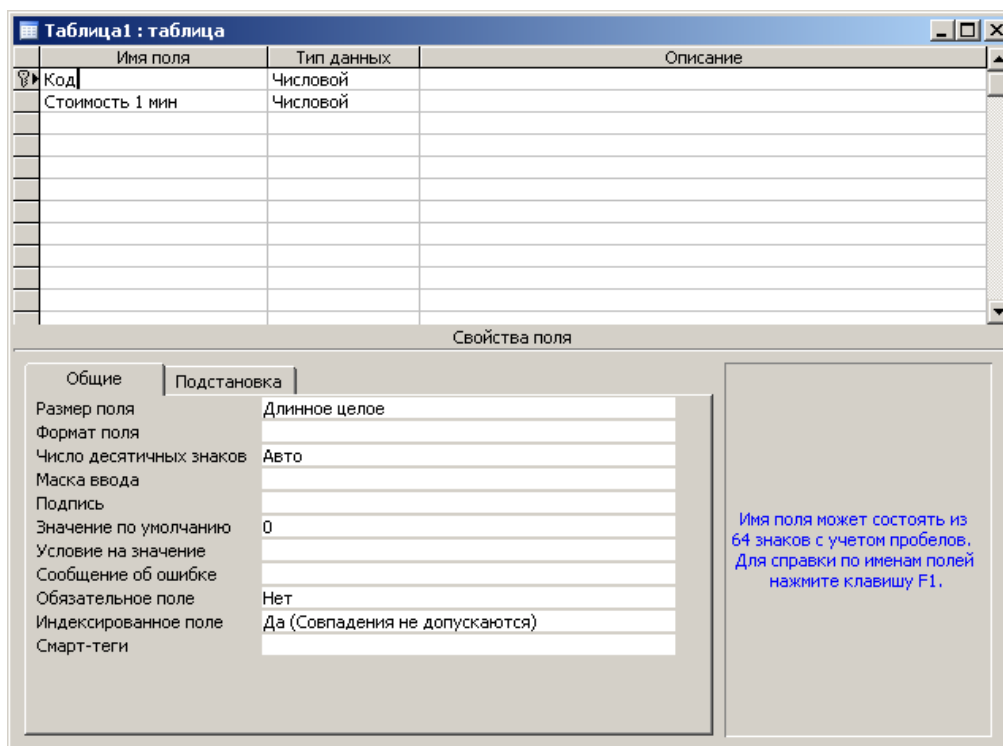 Таблица1 : таблица
Имя поля Тип данных Описание
Код Числовой
Стоимость 1 мин Числовой
Свойства поля
Общие Подстановка
Размер поля Длинное целое
Формат поля
Число десятичных знаков Авто
Маска ввода
Подпись
Значение по умолчанию 0
Условие на значение
Сообщение об ошибке
Обязательное поле Нет
Индексированное поле Да (Совпадения не допускаются)
Смарт-теги
Имя поля может состоять из
64 знаков с учетом пробелов.
Для справки по именам полей
нажмите клавишу F1.